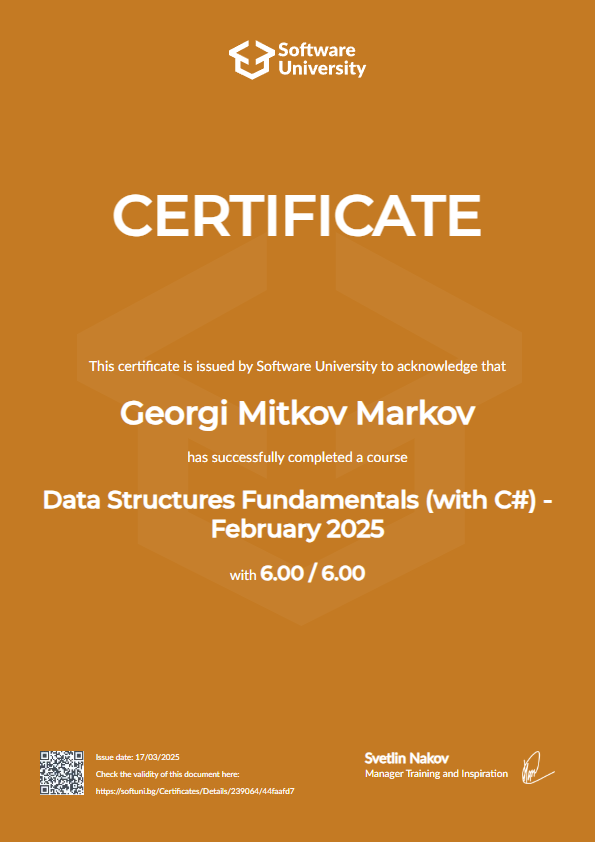 Software
University
CERTIFICATE
This certificate is issued by Software University to acknowledge that
Georgi Mitkov Markov
has successfully completed a course
Data Structures Fundamentals (with C#) -
February 2025
with 6.00 / 6.00
Issue date: 17/03/2025
Check the validity of this document here:
https://softuni.bg/Certificates/Details/239064/44faafd7
Svetlin Nakov
Manager Training and Inspiration